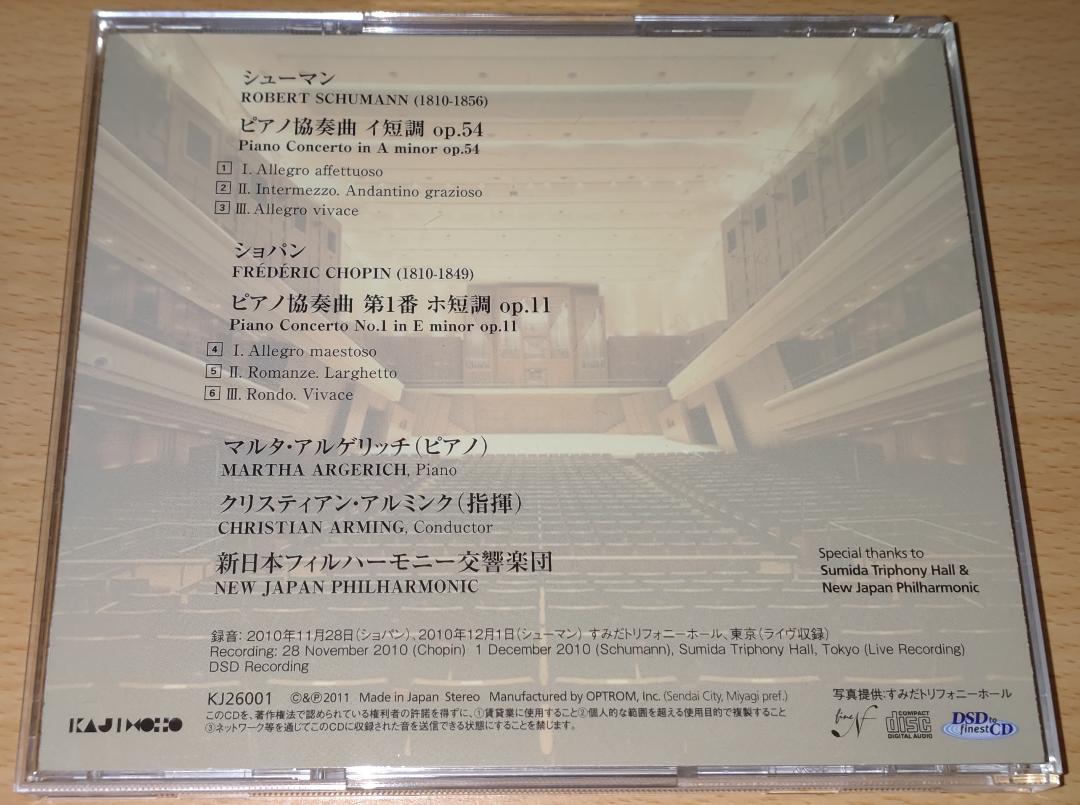 シューマン
ROBERT SCHUMANN (1810-1856)
ピアノ協奏曲 イ短調 op.54
Piano Concerto in A minor op.54
1 I. Allegro affettuoso
2 II. Intermezzo. Andantino grazioso
3 III. Allegro vivace
ショパン
FRÉDÉRIC CHOPIN (1810-1849)
ピアノ協奏曲 第1番 ホ短調 op.11
Piano Concerto No.1 in E minor op.11
4 I. Allegro maestoso
5 II. Romanze. Larghetto
6 III. Rondo. Vivace
マルタ・アルゲリッチ(ピアノ)
MARTHA ARGERICH, Piano
クリスティアン・アルミンク(指揮)
CHRISTIAN ARMING, Conductor
新日本フィルハーモニー交響楽団
NEW JAPAN PHILHARMONIC
Special thanks to
Sumida Triphony Hall &
New Japan Philharmonic
録音: 2010年11月28日(ショパン)、2010年12月1日(シューマン) すみだトリフォニーホール、東京(ライヴ収録)
Recording: 28 November 2010 (Chopin) 1 December 2010 (Schumann), Sumida Triphony Hall, Tokyo (Live Recording)
DSD Recording
KJ26001 ©&℗2011 Made in Japan Stereo Manufactured by OPTROM, Inc. (Sendai City, Miyagi pref.)
このCDを、著作権法で認められている権利者の許諾を得ずに、①賃貸業に使用すること②個人的な範囲を超える使用目的で複製すること
③ネットワーク等を通じてこのCDに収録された音を送信できる状態にすることを禁じます。
写真提供:すみだトリフォニーホール
KAJIMOTO
fine NF
COMPACT disc DIGITAL AUDIO
DSD to finest CD